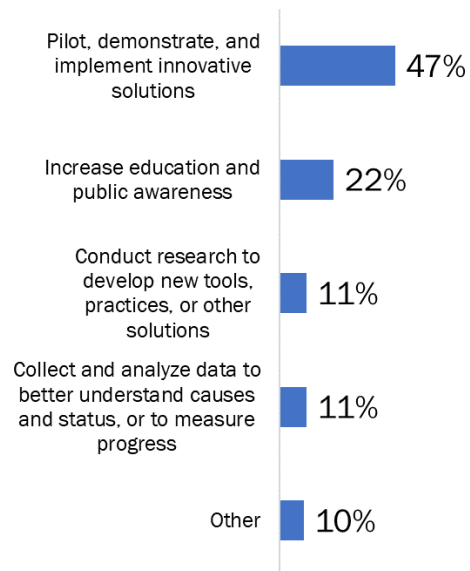 Pilot, demonstrate, and
implement innovative
solutions
47%
Increase education and
public awareness
22%
Conduct research to
develop new tools,
practices, or other
solutions
11%
Collect and analyze data to
better understand causes
and status, or to measure
progress
11%
Other
10%